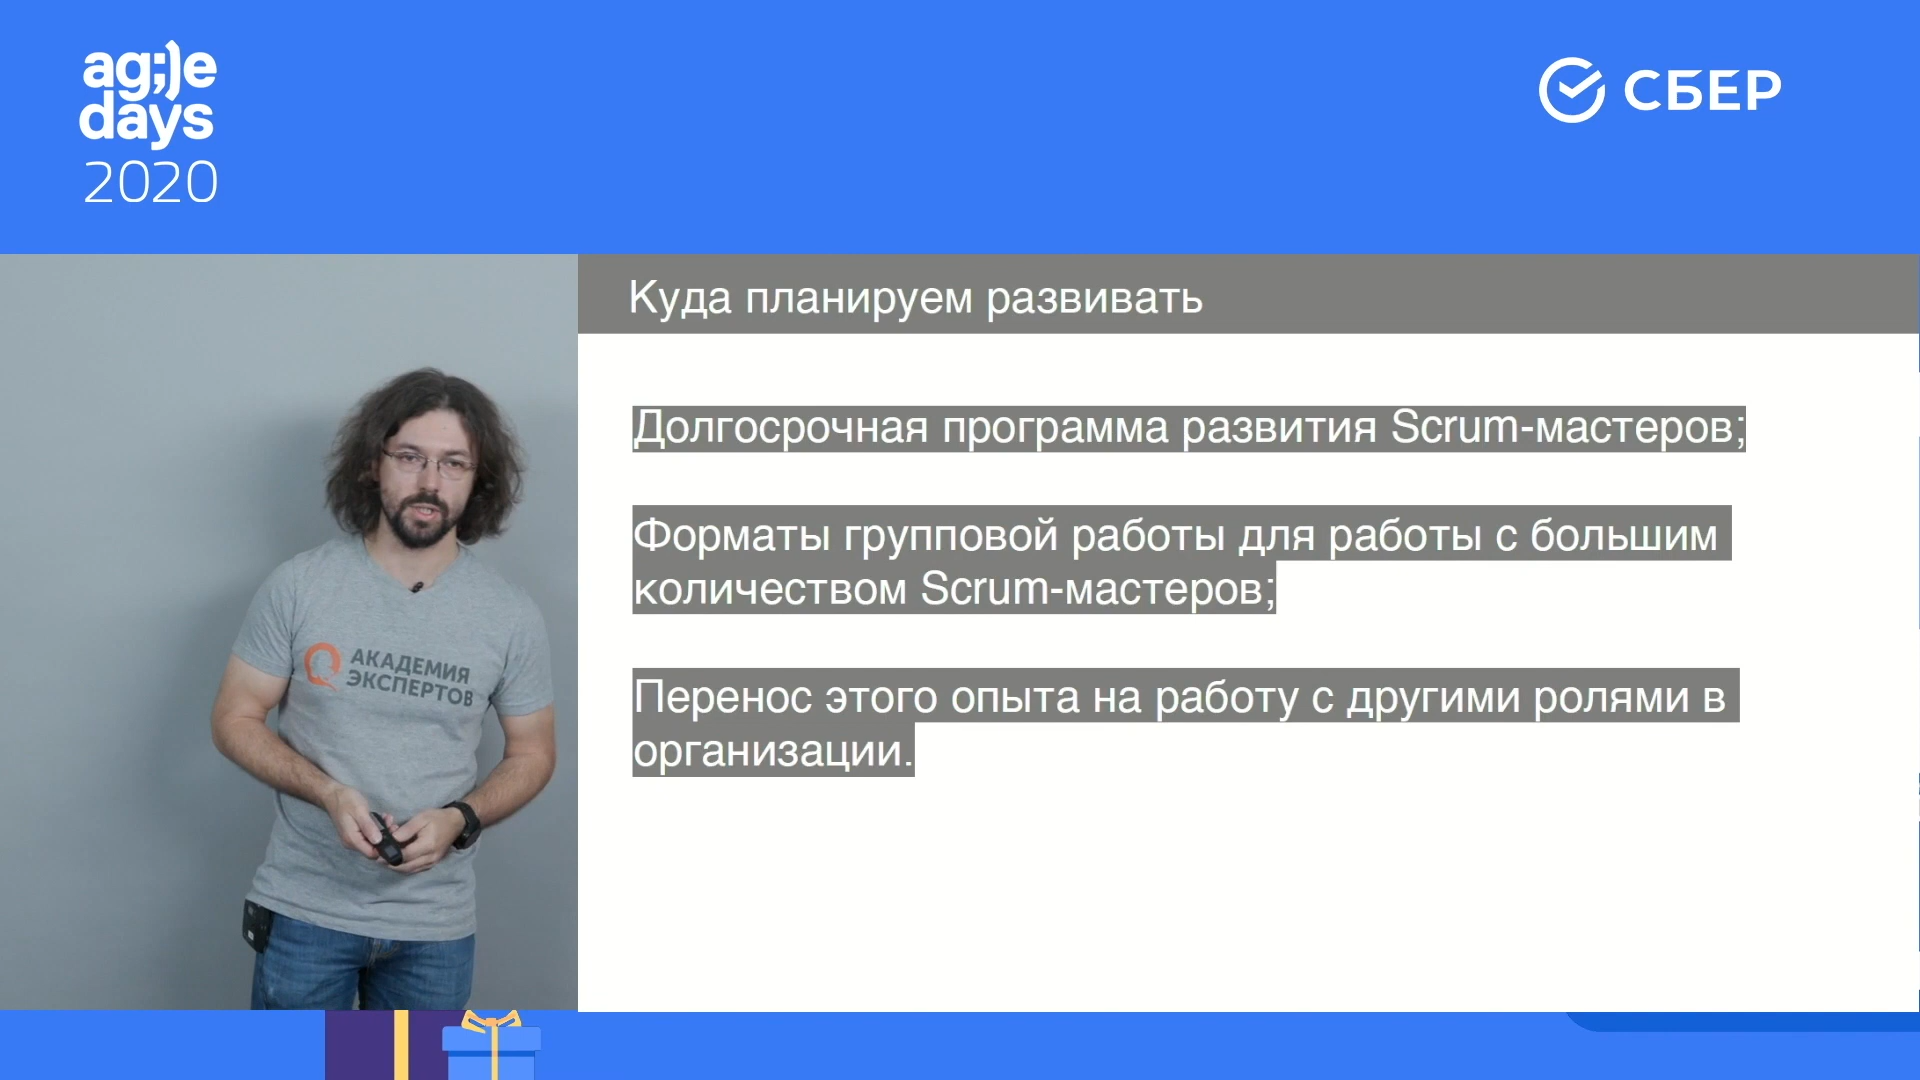 ag;le
days
2020
СБЕР
Куда планируем развивать
Долгосрочная программа развития Scrum-мастеров;
Форматы групповой работы для работы с большим
количеством Scrum-мастеров;
Перенос этого опыта на работу с другими ролями в
организации.
АКАДЕМИЯ
ЭКСПЕРТОВ